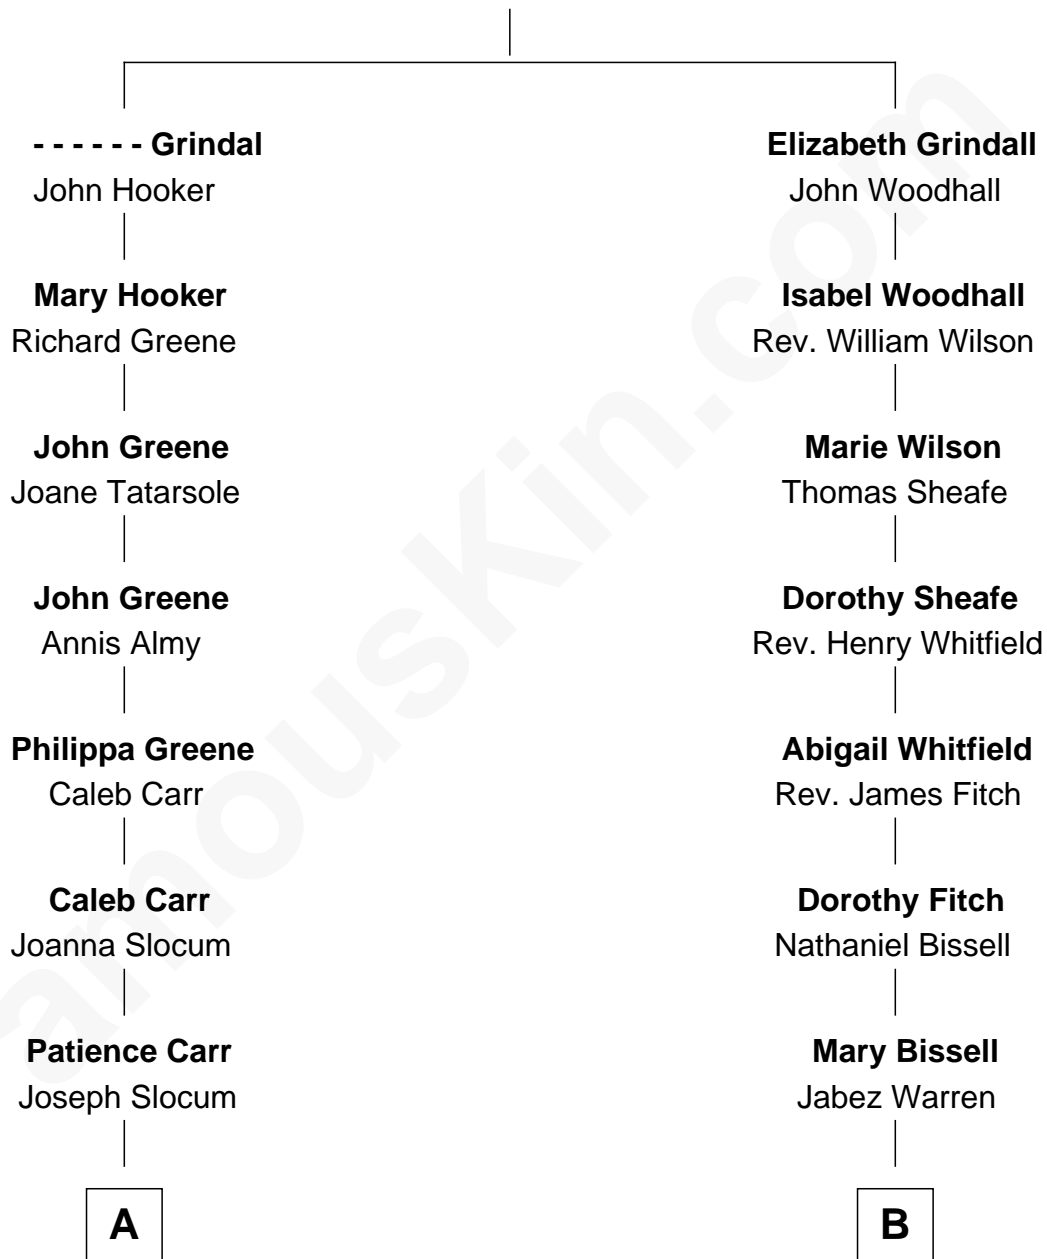 - - - - - - Grindal
John Hooker
Mary Hooker
Richard Greene
John Greene
Joane Tatarsole
John Greene
Annis Almy
Philippa Greene
Caleb Carr
Caleb Carr
Joanna Slocum
Patience Carr
Joseph Slocum
A
Elizabeth Grindall
John Woodhall
Isabel Woodhall
Rev. William Wilson
Marie Wilson
Thomas Sheafe
Dorothy Sheafe
Rev. Henry Whitfield
Abigail Whitfield
Rev. James Fitch
Dorothy Fitch
Nathaniel Bissell
Mary Bissell
Jabez Warren
B
amouskin.com